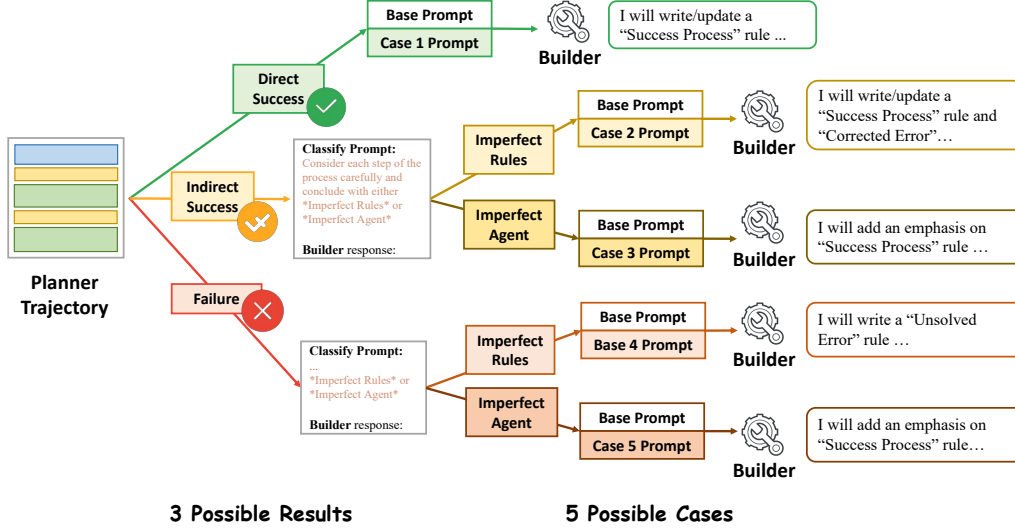 Base Prompt
Case 1 Prompt
Builder
I will write/update a
“Success Process” rule ...
Direct
Success
Planner
Trajectory
Indirect
Success
Classify Prompt:
Consider each step of the
process carefully and
conclude with either
*Imperfect Rules* or
*Imperfect Agent*
Builder response:
Imperfect
Rules
Base Prompt
Case 2 Prompt
Builder
I will write/update a
“Success Process” rule and
“Corrected Error”…
Imperfect
Agent
Base Prompt
Case 3 Prompt
Builder
I will add an emphasis on
“Success Process” rule …
Failure
Classify Prompt:
...
*Imperfect Rules* or
*Imperfect Agent*
Builder response:
Imperfect
Rules
Base Prompt
Base 4 Prompt
Builder
I will write a “Unsolved
Error” rule …
Imperfect
Agent
Base Prompt
Case 5 Prompt
Builder
I will add an emphasis on
“Success Process” rule…
3 Possible Results
5 Possible Cases